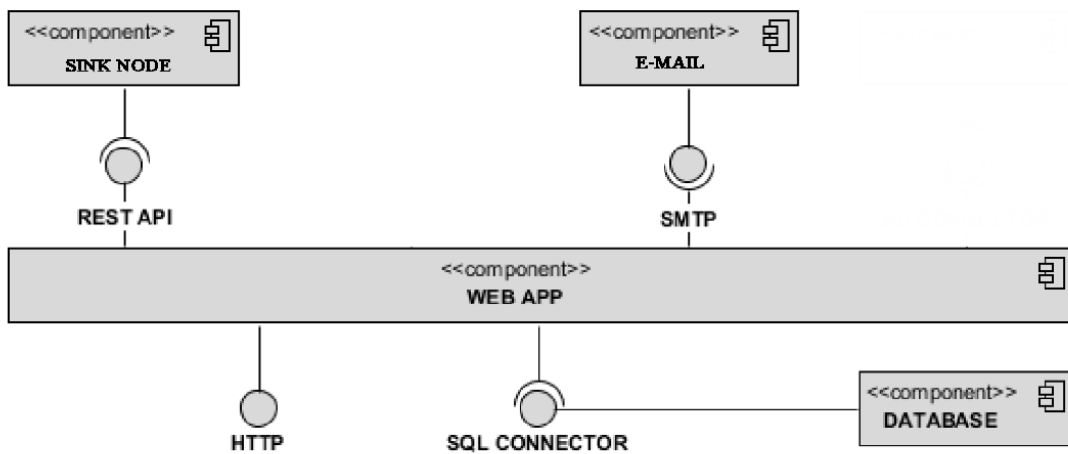 <<component>>
SINK NODE
<<component>>
E-MAIL
REST API
SMTP
<<component>>
WEB APP
HTTP
SQL CONNECTOR
<<component>>
DATABASE